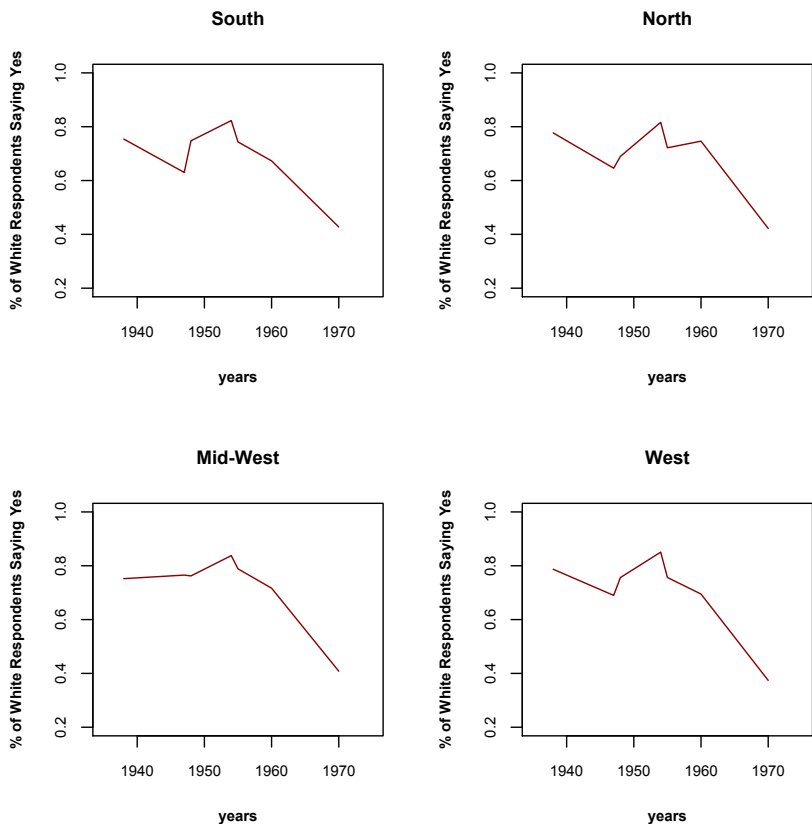 South
% of White Respondents Saying Yes
1.0
0.8
0.6
0.4
0.2
1940 1950 1960 1970
years
North
% of White Respondents Saying Yes
1.0
0.8
0.6
0.4
0.2
1940 1950 1960 1970
years
Mid-West
% of White Respondents Saying Yes
1.0
0.8
0.6
0.4
0.2
1940 1950 1960 1970
years
West
% of White Respondents Saying Yes
1.0
0.8
0.6
0.4
0.2
1940 1950 1960 1970
years